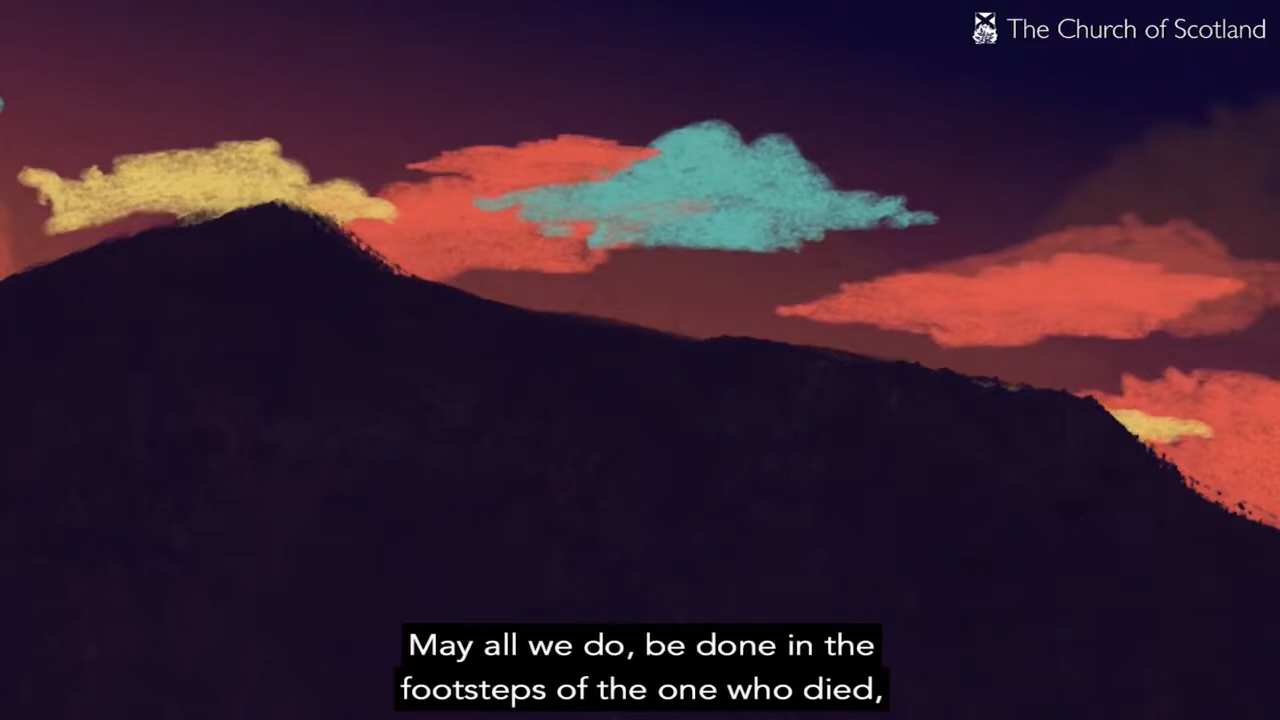 The Church of Scotland
May all we do, be done in the
footsteps of the one who died,